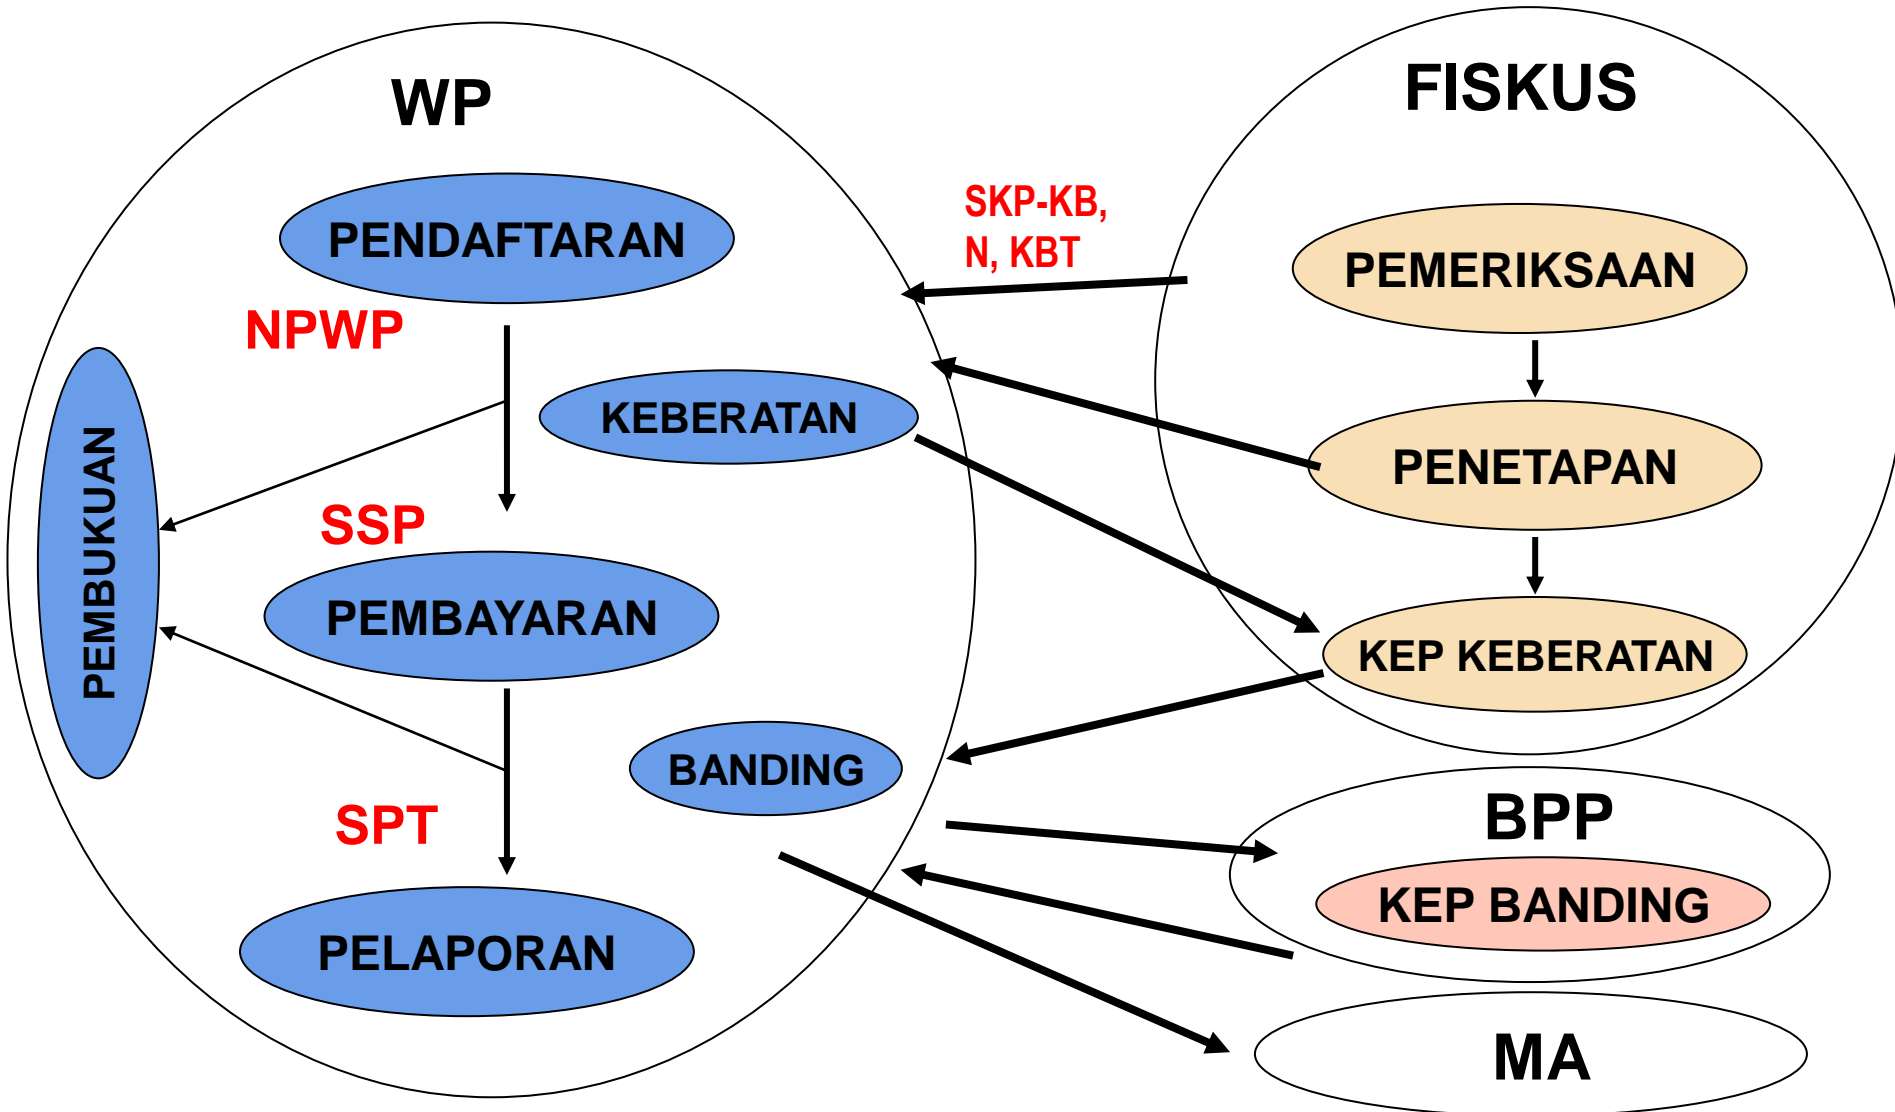 WP
PENDAFTARAN
NPWP
KEBERATAN
PEMBUKUAN
SSP
PEMBAYARAN
BANDING
SPT
PELAPORAN
SKP-KB,
N, KBT
FISKUS
PEMERIKSAAN
PENETAPAN
KEP KEBERATAN
BPP
KEP BANDING
MA